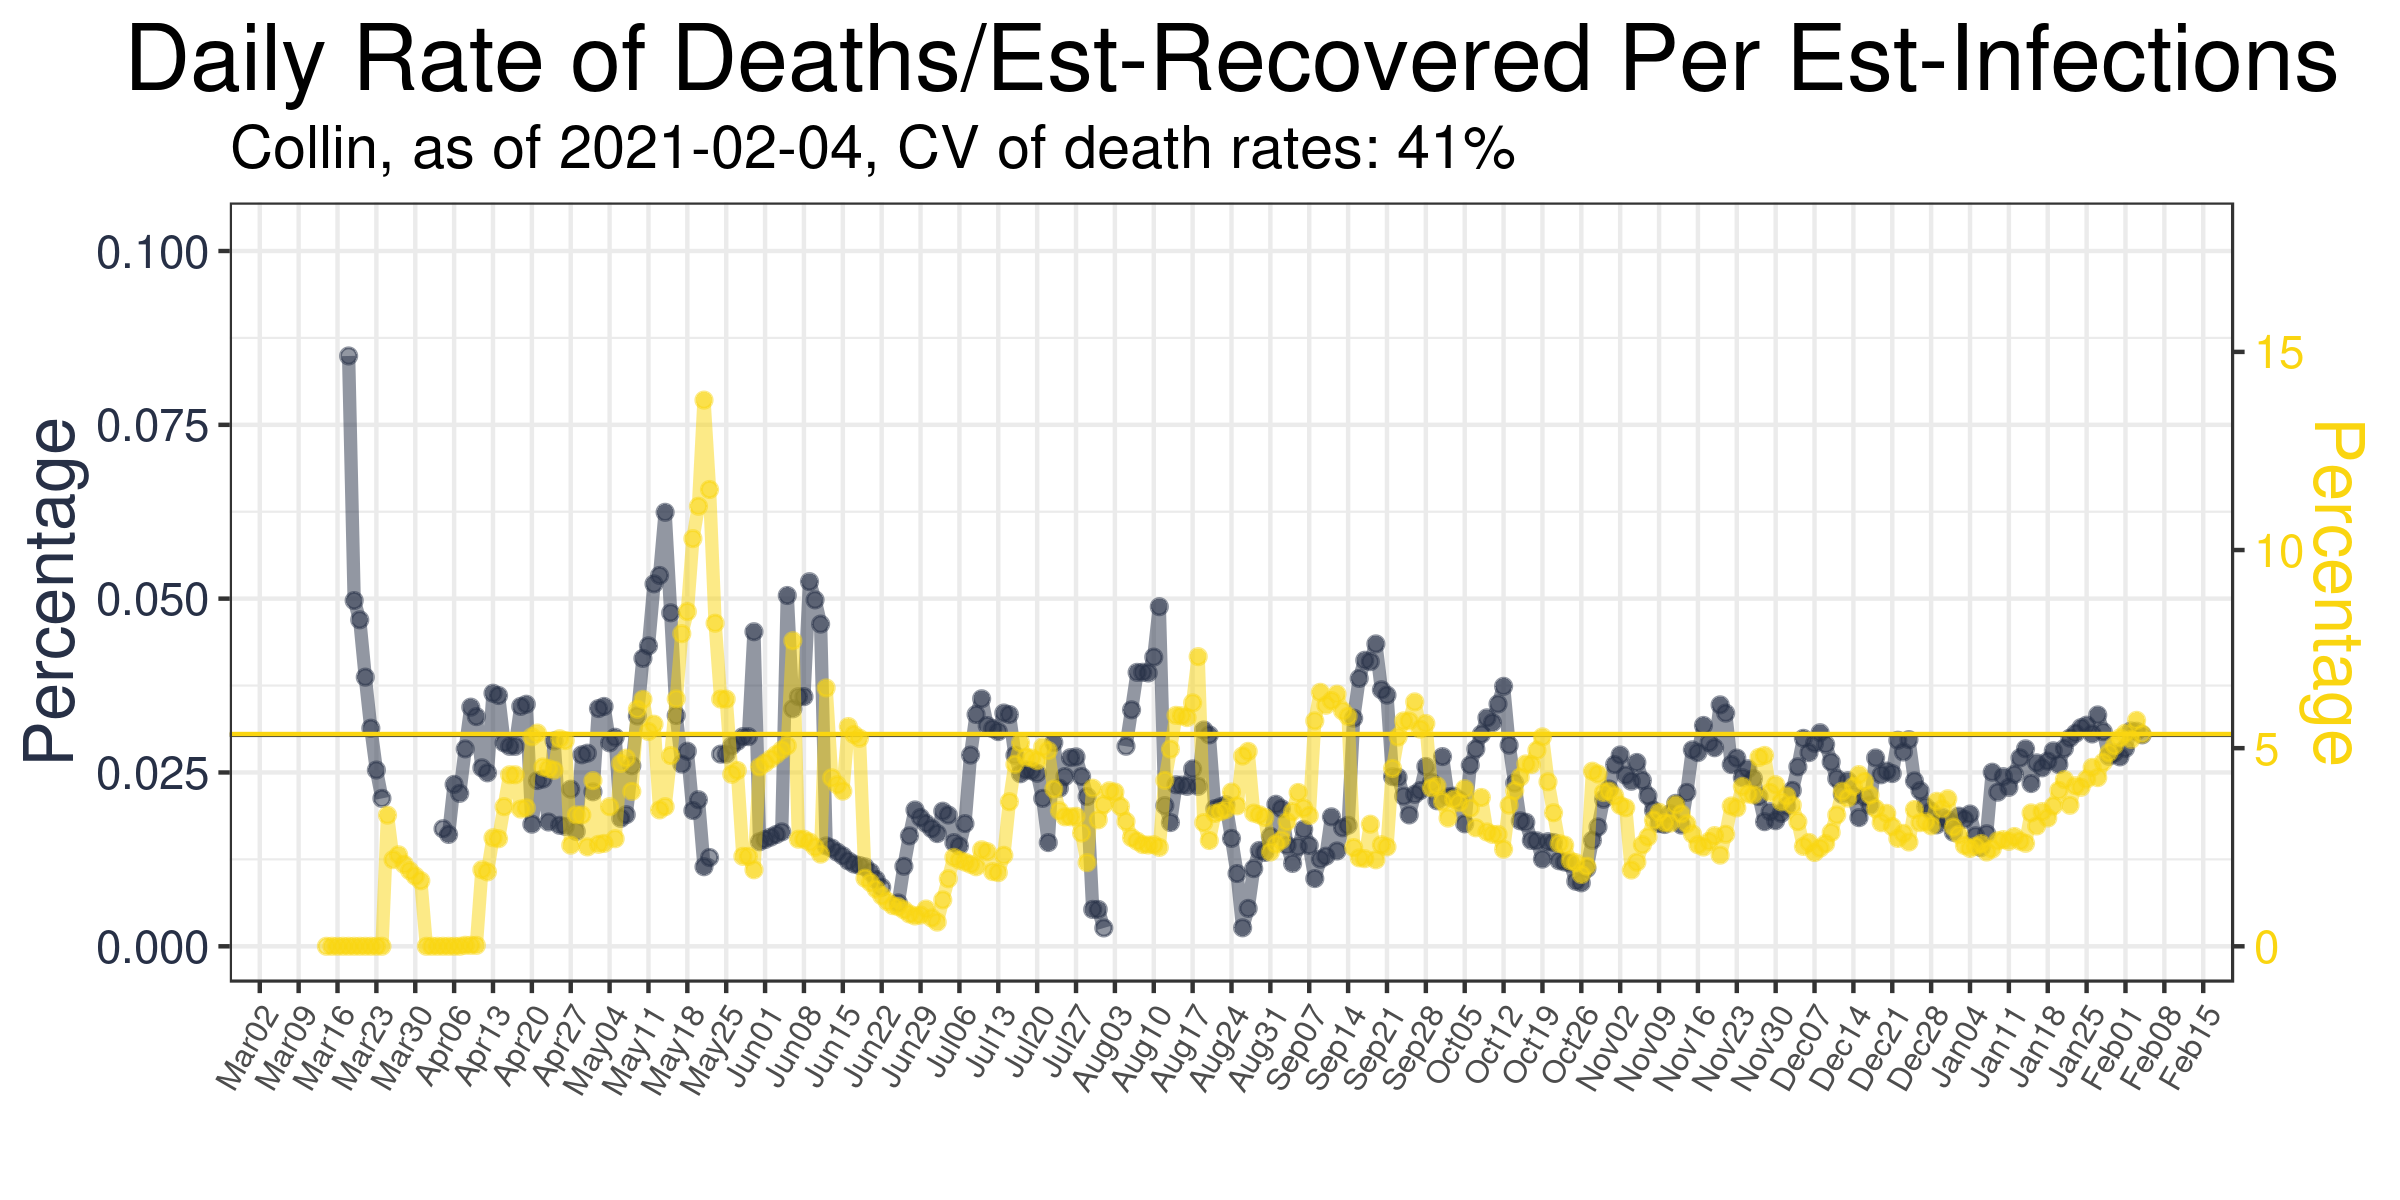 Daily Rate of Deaths/Est-Recovered Per Est-Infections
Collin, as of 2021-02-04, CV of death rates: 41%
Percentage
0.100
0.075
0.050
0.025
0.000
15
10
5
0
Percentage
Mar02
Mar09
Mar16
Mar23
Mar30
Apr06
Apr13
Apr20
Apr27
May04
May11
May18
May25
Jun01
Jun08
Jun15
Jun22
Jun29
Jul06
Jul13
Jul20
Jul27
Aug03
Aug10
Aug17
Aug24
Aug31
Sep07
Sep14
Sep21
Sep28
Oct05
Oct12
Oct19
Oct26
Nov02
Nov09
Nov16
Nov23
Nov30
Dec07
Dec14
Dec21
Dec28
Jan04
Jan11
Jan18
Jan25
Feb01
Feb08
Feb15